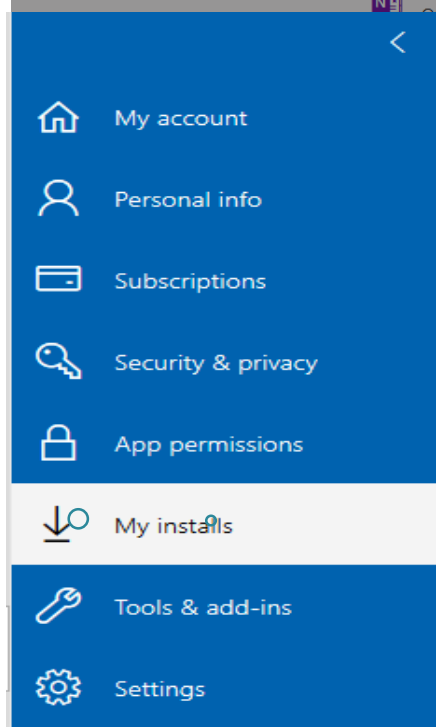 My account
Personal info
Subscriptions
Security & privacy
App permissions
My installs
Tools & add-ins
Settings